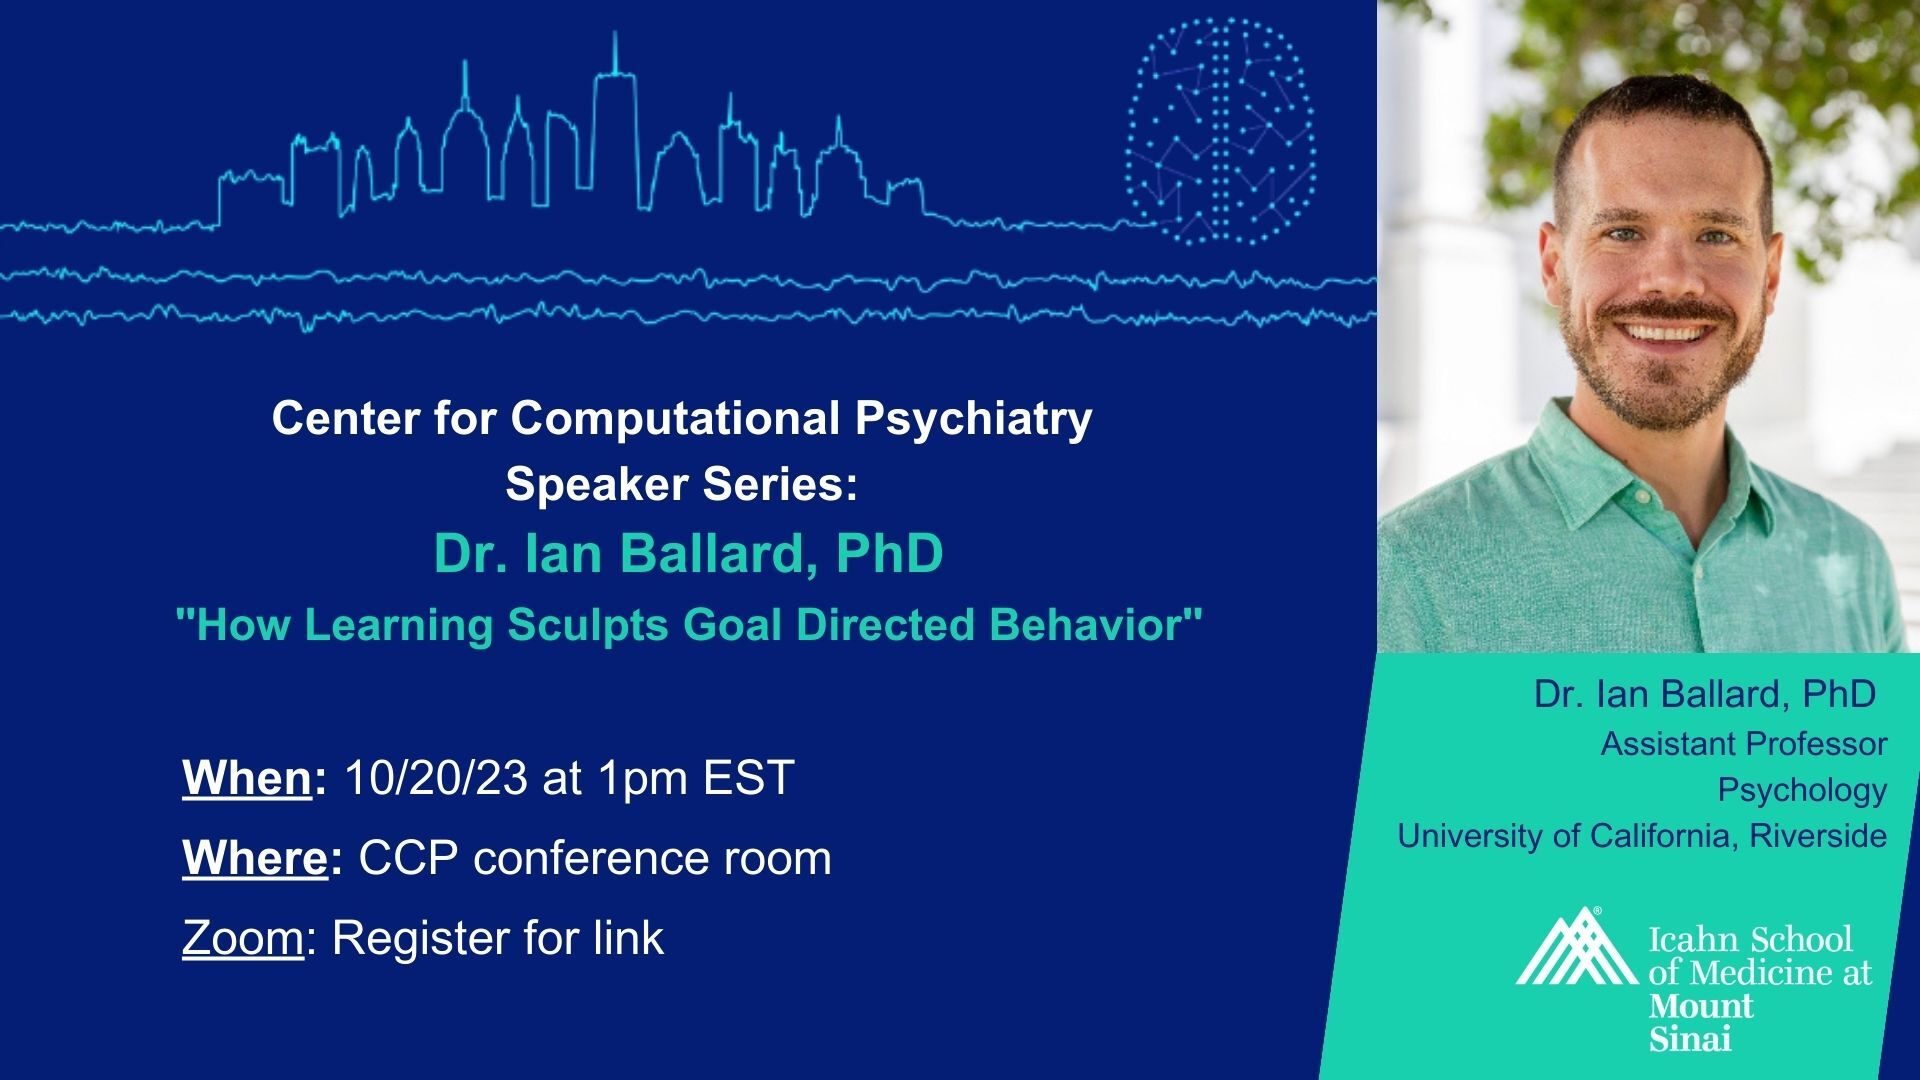 Center for Computational Psychiatry
Speaker Series:
Dr. Ian Ballard, PhD
"How Learning Sculpts Goal Directed Behavior"
When: 10/20/23 at 1pm EST
Where: CCP conference room
Zoom: Register for link
Dr. Ian Ballard, PhD
Assistant Professor
Psychology
University of California, Riverside
®
Icahn School
of Medicine at
Mount
Sinai